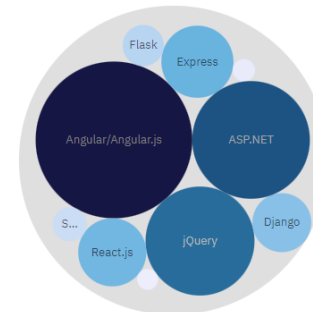 Flask
Express
Angular/Angular.js
ASP.NET
S...
React.js
jQuery
Django